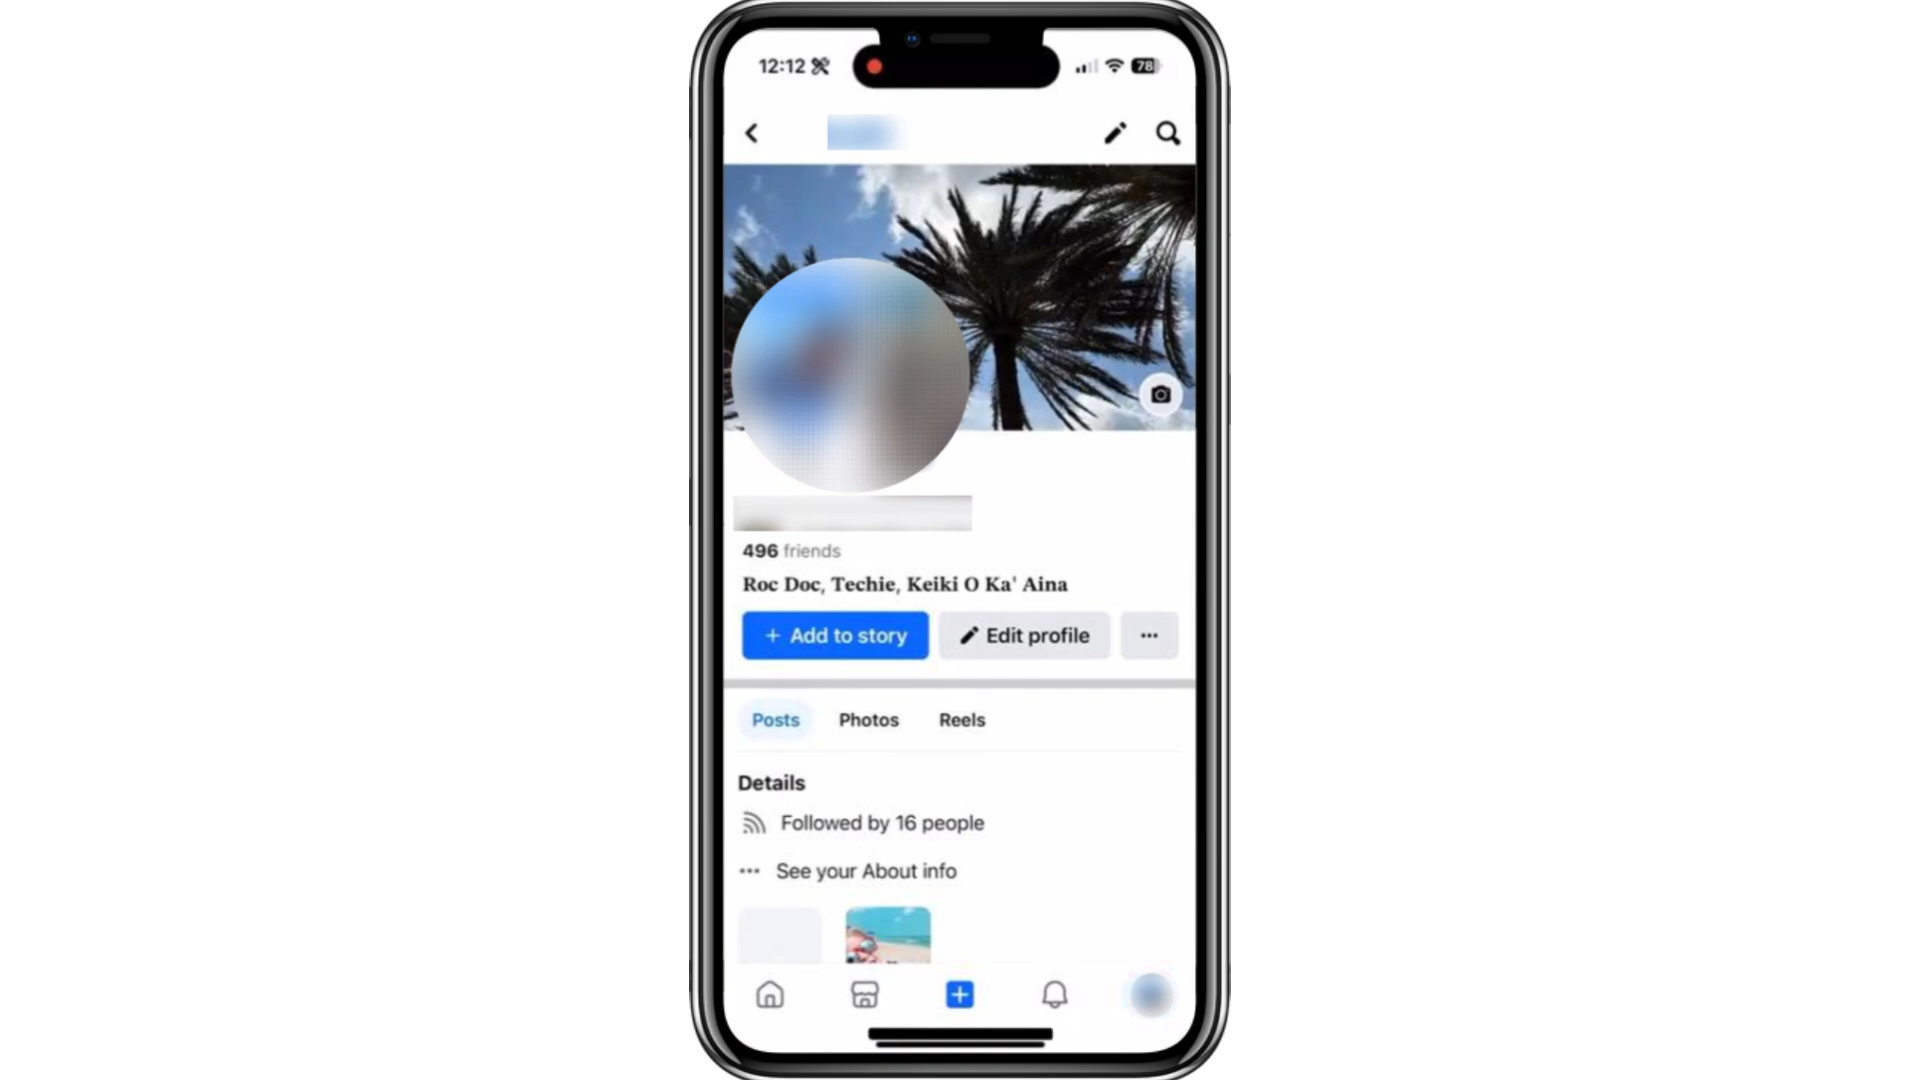 12:12
78
496 friends
Roc Doc, Techie, Keiki O Ka' Aina
+ Add to story
Edit profile
Posts
Photos
Reels
Details
Followed by 16 people
See your About info